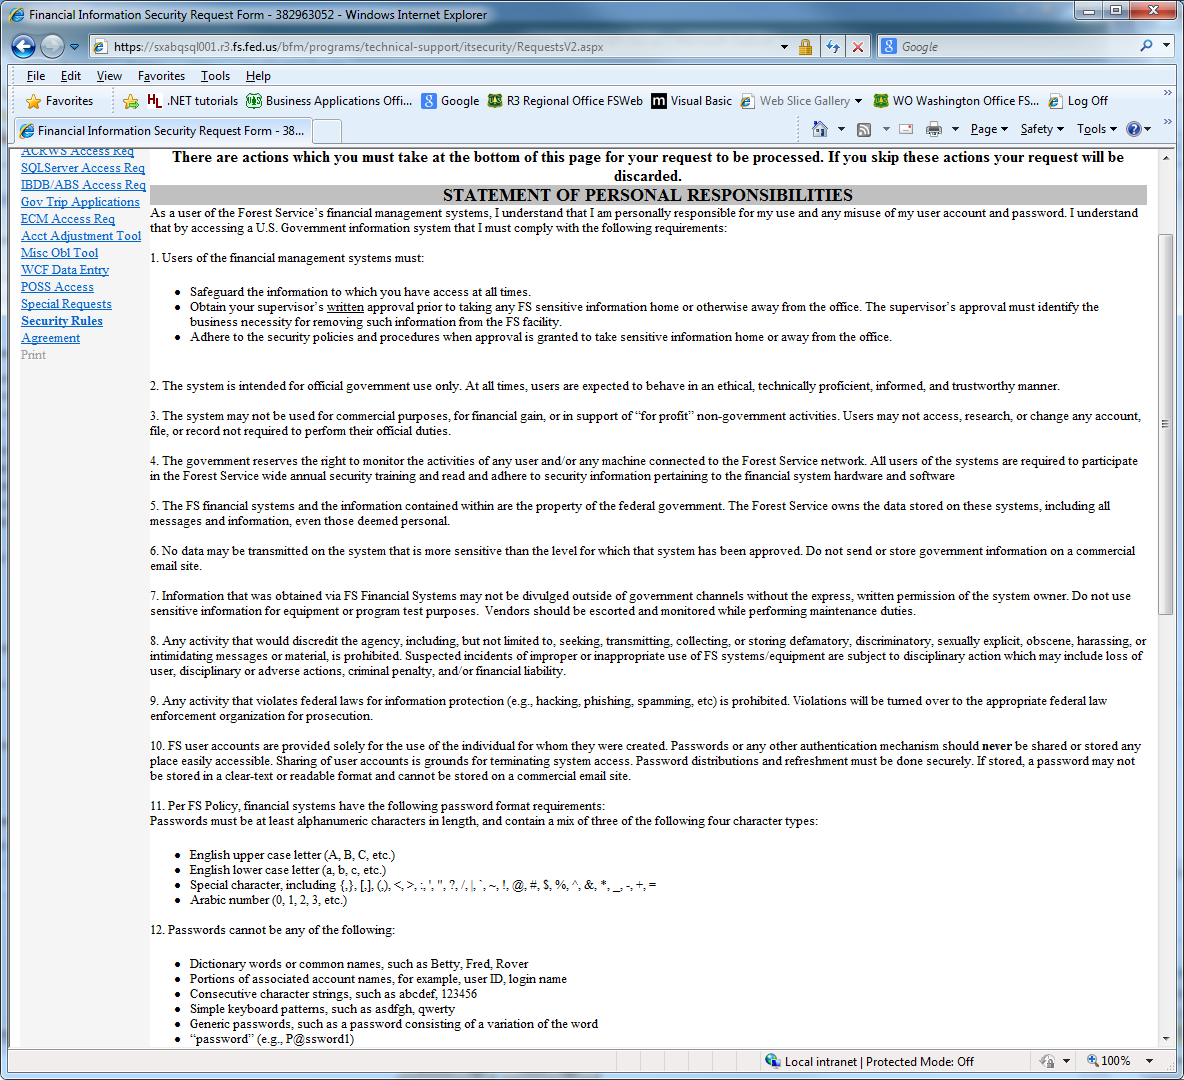 Financial Information Security Request Form - 382963052 - Windows Internet Explorer
https://sxabqsql001.r3.fs.fed.us/bfm/programs/technical-support/itsecurity/RequestsV2.aspx
Google
File Edit View Favorites Tools Help
Favorites HL .NET tutorials Business Applications Offi... Google R3 Regional Office FSWeb m Visual Basic Web Slice Gallery WO Washington Office FS... Log Off
Financial Information Security Request Form - 38...
Page Safety Tools
ACRWS Access Req
SQLServer Access Req
IBDB/ABS Access Req
Gov Trip Applications
ECM Access Req
Acct Adjustment Tool
Misc Obl Tool
WCF Data Entry
POSS Access
Special Requests
Security Rules
Agreement
Print
There are actions which you must take at the bottom of this page for your request to be processed. If you skip these actions your request will be
discarded.
STATEMENT OF PERSONAL RESPONSIBILITIES
As a user of the Forest Service's financial management systems, I understand that I am personally responsible for my use and any misuse of my user account and password. I understand
that by accessing a U.S. Government information system that I must comply with the following requirements:
1. Users of the financial management systems must:
• Safeguard the information to which you have access at all times.
• Obtain your supervisor's written approval prior to taking any FS sensitive information home or otherwise away from the office. The supervisor's approval must identify the
business necessity for removing such information from the FS facility.
• Adhere to the security policies and procedures when approval is granted to take sensitive information home or away from the office.
2. The system is intended for official government use only. At all times, users are expected to behave in an ethical, technically proficient, informed, and trustworthy manner.
3. The system may not be used for commercial purposes, for financial gain, or in support of “for profit” non-government activities. Users may not access, research, or change any account,
file, or record not required to perform their official duties.
4. The government reserves the right to monitor the activities of any user and/or any machine connected to the Forest Service network. All users of the systems are required to participate
in the Forest Service wide annual security training and read and adhere to security information pertaining to the financial system hardware and software
5. The FS financial systems and the information contained within are the property of the federal government. The Forest Service owns the data stored on these systems, including all
messages and information, even those deemed personal.
6. No data may be transmitted on the system that is more sensitive than the level for which that system has been approved. Do not send or store government information on a commercial
email site.
7. Information that was obtained via FS Financial Systems may not be divulged outside of government channels without the express, written permission of the system owner. Do not use
sensitive information for equipment or program test purposes. Vendors should be escorted and monitored while performing maintenance duties.
8. Any activity that would discredit the agency, including, but not limited to, seeking, transmitting, collecting, or storing defamatory, discriminatory, sexually explicit, obscene, harassing, or
intimidating messages or material, is prohibited. Suspected incidents of improper or inappropriate use of FS systems/equipment are subject to disciplinary action which may include loss of
user, disciplinary or adverse actions, criminal penalty, and/or financial liability.
9. Any activity that violates federal laws for information protection (e.g., hacking, phishing, spamming, etc) is prohibited. Violations will be turned over to the appropriate federal law
enforcement organization for prosecution.
10. FS user accounts are provided solely for the use of the individual for whom they were created. Passwords or any other authentication mechanism should never be shared or stored any
place easily accessible. Sharing of user accounts is grounds for terminating system access. Password distributions and refreshment must be done securely. If stored, a password may not
be stored in a clear-text or readable format and cannot be stored on a commercial email site.
11. Per FS Policy, financial systems have the following password format requirements:
Passwords must be at least alphanumeric characters in length, and contain a mix of three of the following four character types:
• English upper case letter (A, B, C, etc.)
• English lower case letter (a, b, c, etc.)
• Special character, including {,}, [,], (,), <, >, :, ', ", ?, /, |, `, ~, !, @, #, $, %, ^, &, *, _, -, +, =
• Arabic number (0, 1, 2, 3, etc.)
12. Passwords cannot be any of the following:
• Dictionary words or common names, such as Betty, Fred, Rover
• Portions of associated account names, for example, user ID, login name
• Consecutive character strings, such as abcdef, 123456
• Simple keyboard patterns, such as asdfgh, qwerty
• Generic passwords, such as a password consisting of a variation of the word
• “password” (e.g., P@ssword1)
Local intranet | Protected Mode: Off
100%